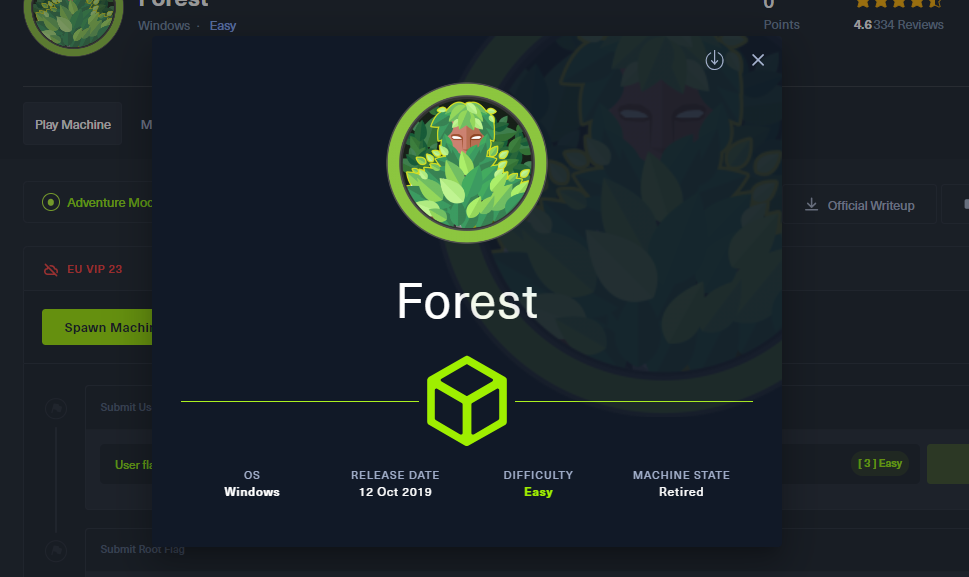 Forest
0
Windows · Easy
Points
4.6 334 Reviews
Play Machine
M
Adventure Moc
Official Writeup
EU VIP 23
Forest
Spawn Machin
Submit Us
User fla
[ 3 ] Easy
OS
RELEASE DATE
DIFFICULTY
MACHINE STATE
Windows
12 Oct 2019
Easy
Retired
Submit Root Flag